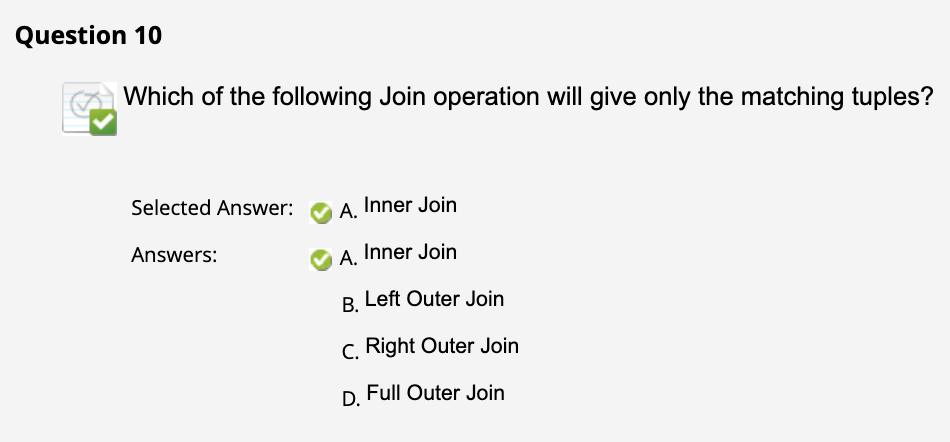 Question 10
Which of the following Join operation will give only the matching tuples?
Selected Answer: A. Inner Join
Answers: A. Inner Join
B. Left Outer Join
C. Right Outer Join
D. Full Outer Join